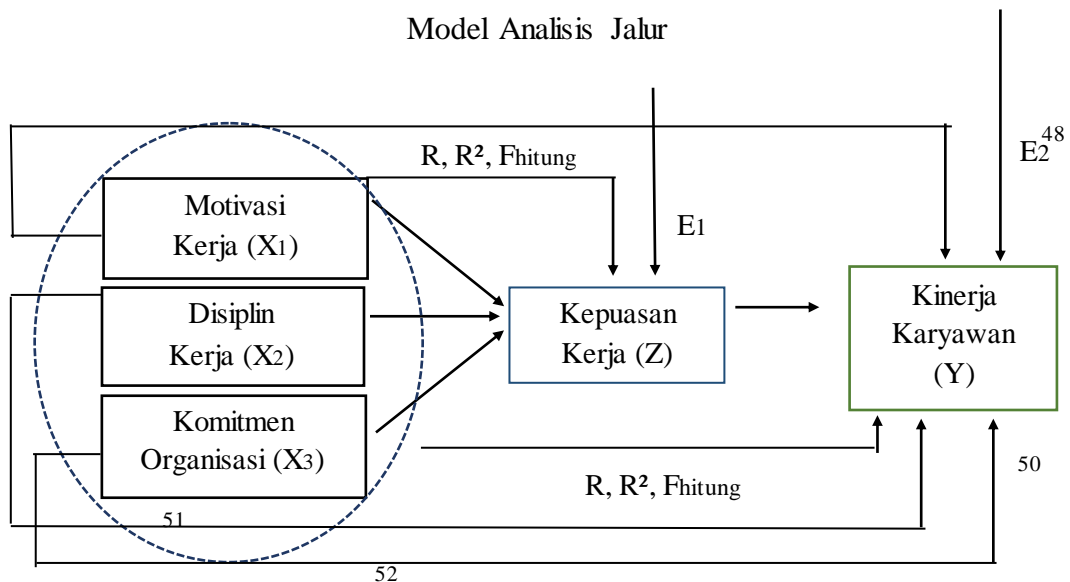 Model Analisis Jalur
E2 48
R, R², Fhitung
Motivasi
Kerja (X1)
E1
Disiplin
Kerja (X2)
Kepuasan
Kerja (Z)
Kinerja
Karyawan
(Y)
Komitmen
Organisasi (X3)
R, R², Fhitung
50
51
52